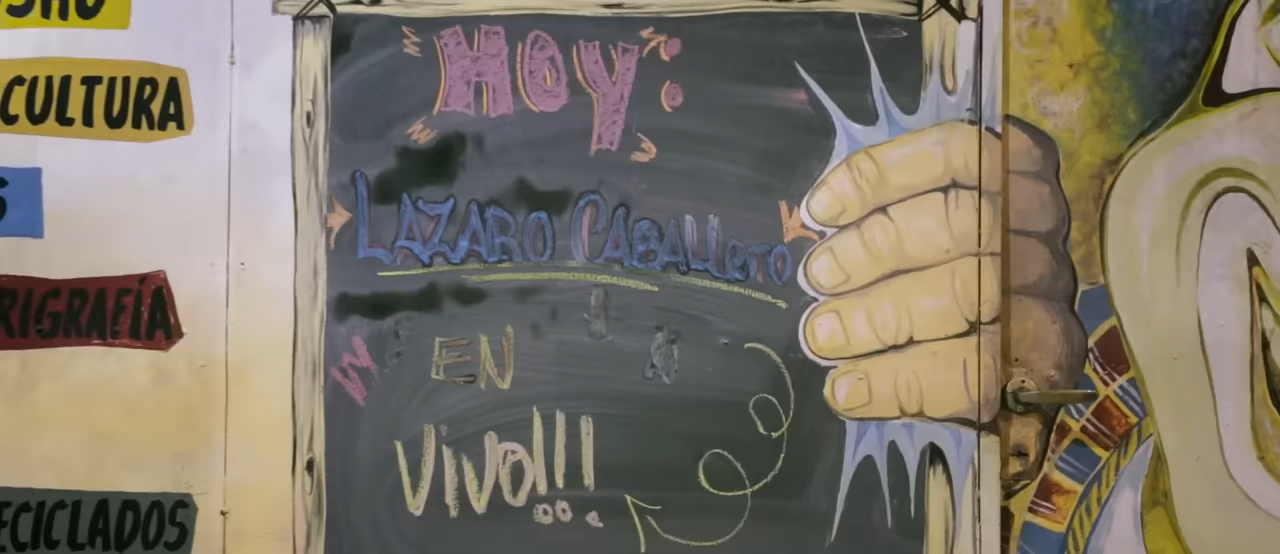 CULTURA
RIGRAFÍA
ECICLADOS
HOY:
LAZARO CABALLERO
EN
VIVO!!!